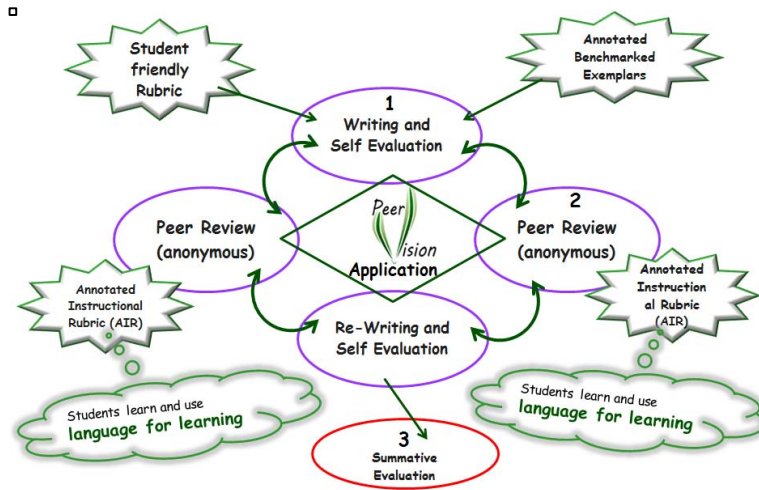 Student
friendly
Rubric
Annotated
Benchmarked
Exemplars
1
Writing and
Self Evaluation
Peer Review
(anonymous)
Peer
Vision
Application
2
Peer Review
(anonymous)
Annotated
Instructional
Rubric (AIR)
Annotated
Instruction
al Rubric
(AIR)
Re-Writing and
Self Evaluation
Students learn and use
language for learning
Students learn and use
language for learning
3
Summative
Evaluation